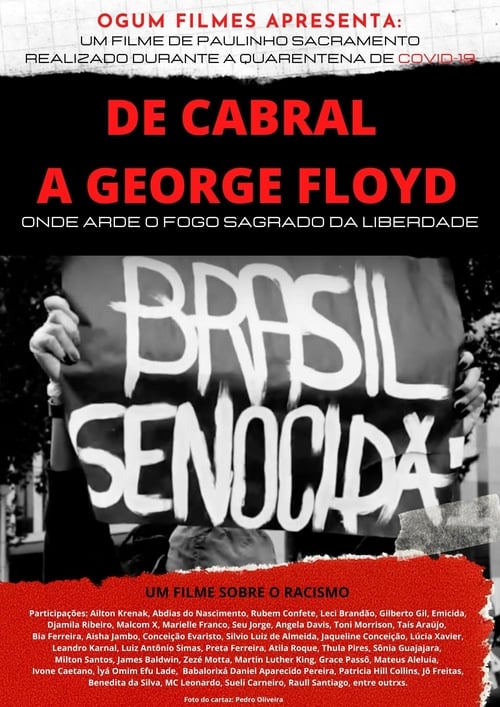 OGUM FILMES APRESENTA:
UM FILME DE PAULINHO SACRAMENTO
REALIZADO DURANTE A QUARENTENA DE COVID-19
DE CABRAL
A GEORGE FLOYD
ONDE ARDE O FOGO SAGRADO DA LIBERDADE
BRASIL
GENOCIDA
UM FILME SOBRE O RACISMO
Participações: Ailton Krenak, Abdias do Nascimento, Rubem Confete, Leci Brandão, Gilberto Gil, Emicida,
Djamila Ribeiro, Malcom X, Marielle Franco, Seu Jorge, Angela Davis, Toni Morrison, Taís Araújo,
Bia Ferreira, Aisha Jambo, Conceição Evaristo, Silvio Luiz de Almeida, Jaqueline Conceição, Lúcia Xavier,
Leandro Karnal, Luiz Antônio Simas, Preta Ferreira, Atila Roque, Thula Pires, Sônia Guajajara,
Milton Santos, James Baldwin, Zezé Motta, Martin Luther King, Grace Passô, Mateus Aleluia,
Ivone Caetano, Ìyá Omim Efu Lade, Babalorixá Daniel Aparecido Pereira, Patricia Hill Collins, Jô Freitas,
Benedita da Silva, MC Leonardo, Sueli Carneiro, Raull Santiago, entre outrxs.
Foto do cartaz: Pedro Oliveira